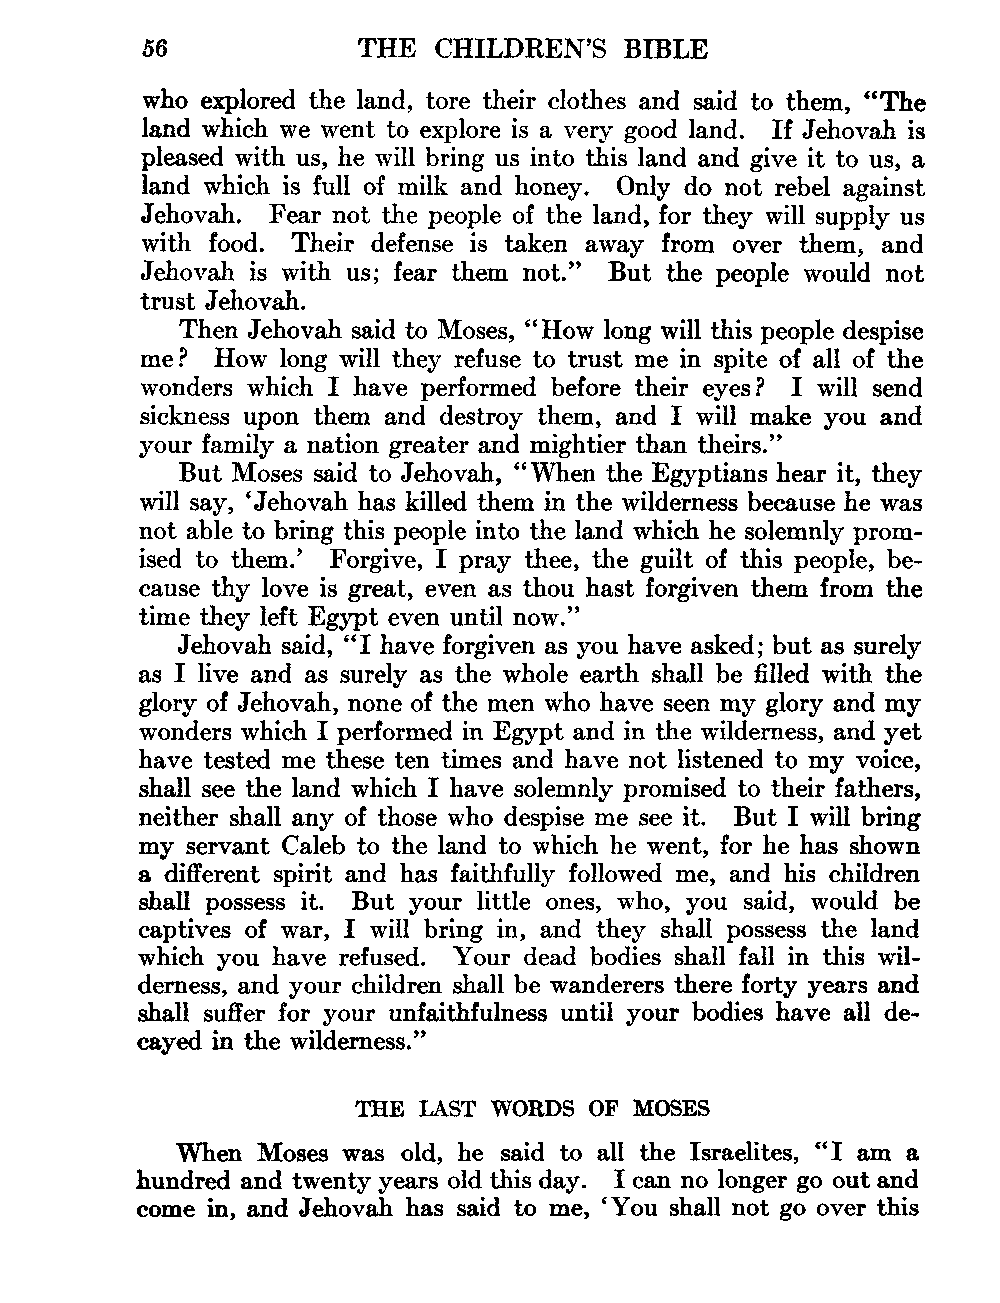 56 THE CHILDREN'S BIBLE
who explored the land, tore their clothes and said to them, “The
land which we went to explore is a very good land. If Jehovah is
pleased with us, he will bring us into this land and give it to us, a
land which is full of milk and honey. Only do not rebel against
Jehovah. Fear not the people of the land, for they will supply us
with food. Their defense is taken away from over them, and
Jehovah is with us; fear them not.” But the people would not
trust Jehovah.
Then Jehovah said to Moses, “How long will this people despise
me? How long will they refuse to trust me in spite of all of the
wonders which I have performed before their eyes? I will send
sickness upon them and destroy them, and I will make you and
your family a nation greater and mightier than theirs.”
But Moses said to Jehovah, “When the Egyptians hear it, they
will say, ‘Jehovah has killed them in the wilderness because he was
not able to bring this people into the land which he solemnly prom-
ised to them.’ Forgive, I pray thee, the guilt of this people, be-
cause thy love is great, even as thou hast forgiven them from the
time they left Egypt even until now.”
Jehovah said, “I have forgiven as you have asked; but as surely
as I live and as surely as the whole earth shall be filled with the
glory of Jehovah, none of the men who have seen my glory and my
wonders which I performed in Egypt and in the wilderness, and yet
have tested me these ten times and have not listened to my voice,
shall see the land which I have solemnly promised to their fathers,
neither shall any of those who despise me see it. But I will bring
my servant Caleb to the land to which he went, for he has shown
a different spirit and has faithfully followed me, and his children
shall possess it. But your little ones, who, you said, would be
captives of war, I will bring in, and they shall possess the land
which you have refused. Your dead bodies shall fall in this wil-
derness, and your children shall be wanderers there forty years and
shall suffer for your unfaithfulness until your bodies have all de-
cayed in the wilderness.”
THE LAST WORDS OF MOSES
When Moses was old, he said to all the Israelites, “I am a
hundred and twenty years old this day. I can no longer go out and
come in, and Jehovah has said to me, ‘You shall not go over this